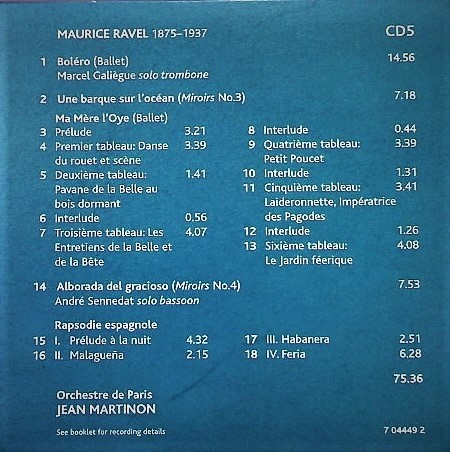 MAURICE RAVEL 1875–1937 CD5
1 Boléro (Ballet) 14.56
Marcel Galiègue solo trombone
2 Une barque sur l'océan (Miroirs No.3) 7.18
Ma Mère l'Oye (Ballet)
3 Prélude 3.21
4 Premier tableau: Danse 3.39
du rouet et scène
5 Deuxième tableau: 1.41
Pavane de la Belle au
bois dormant
6 Interlude 0.56
7 Troisième tableau: Les 4.07
Entretiens de la Belle et
de la Bête
8 Interlude 0.44
9 Quatrième tableau: 3.39
Petit Poucet
10 Interlude 1.31
11 Cinquième tableau: 3.41
Laideronnette, Impératrice
des Pagodes
12 Interlude 1.26
13 Sixième tableau: 4.08
Le Jardin féerique
14 Alborada del gracioso (Miroirs No.4) 7.53
André Sennedat solo bassoon
Rapsodie espagnole
15 I. Prélude à la nuit 4.32
16 II. Malagueña 2.15
17 III. Habanera 2.51
18 IV. Feria 6.28
75.36
Orchestre de Paris
JEAN MARTINON
See booklet for recording details 7 04449 2